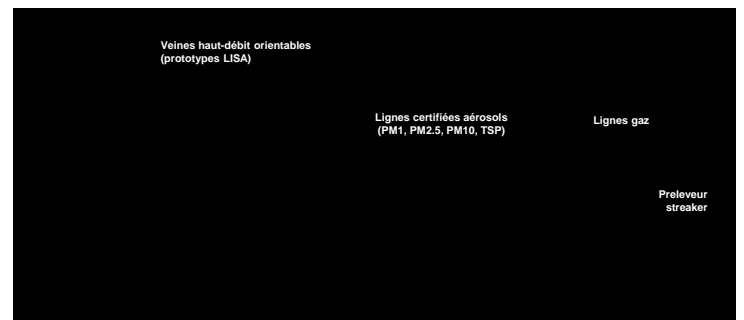 Veines haut-débit orientables
(prototypes LISA)
Lignes certifiées aérosols
(PM1, PM2.5, PM10, TSP)
Lignes gaz
Preleveur
streaker